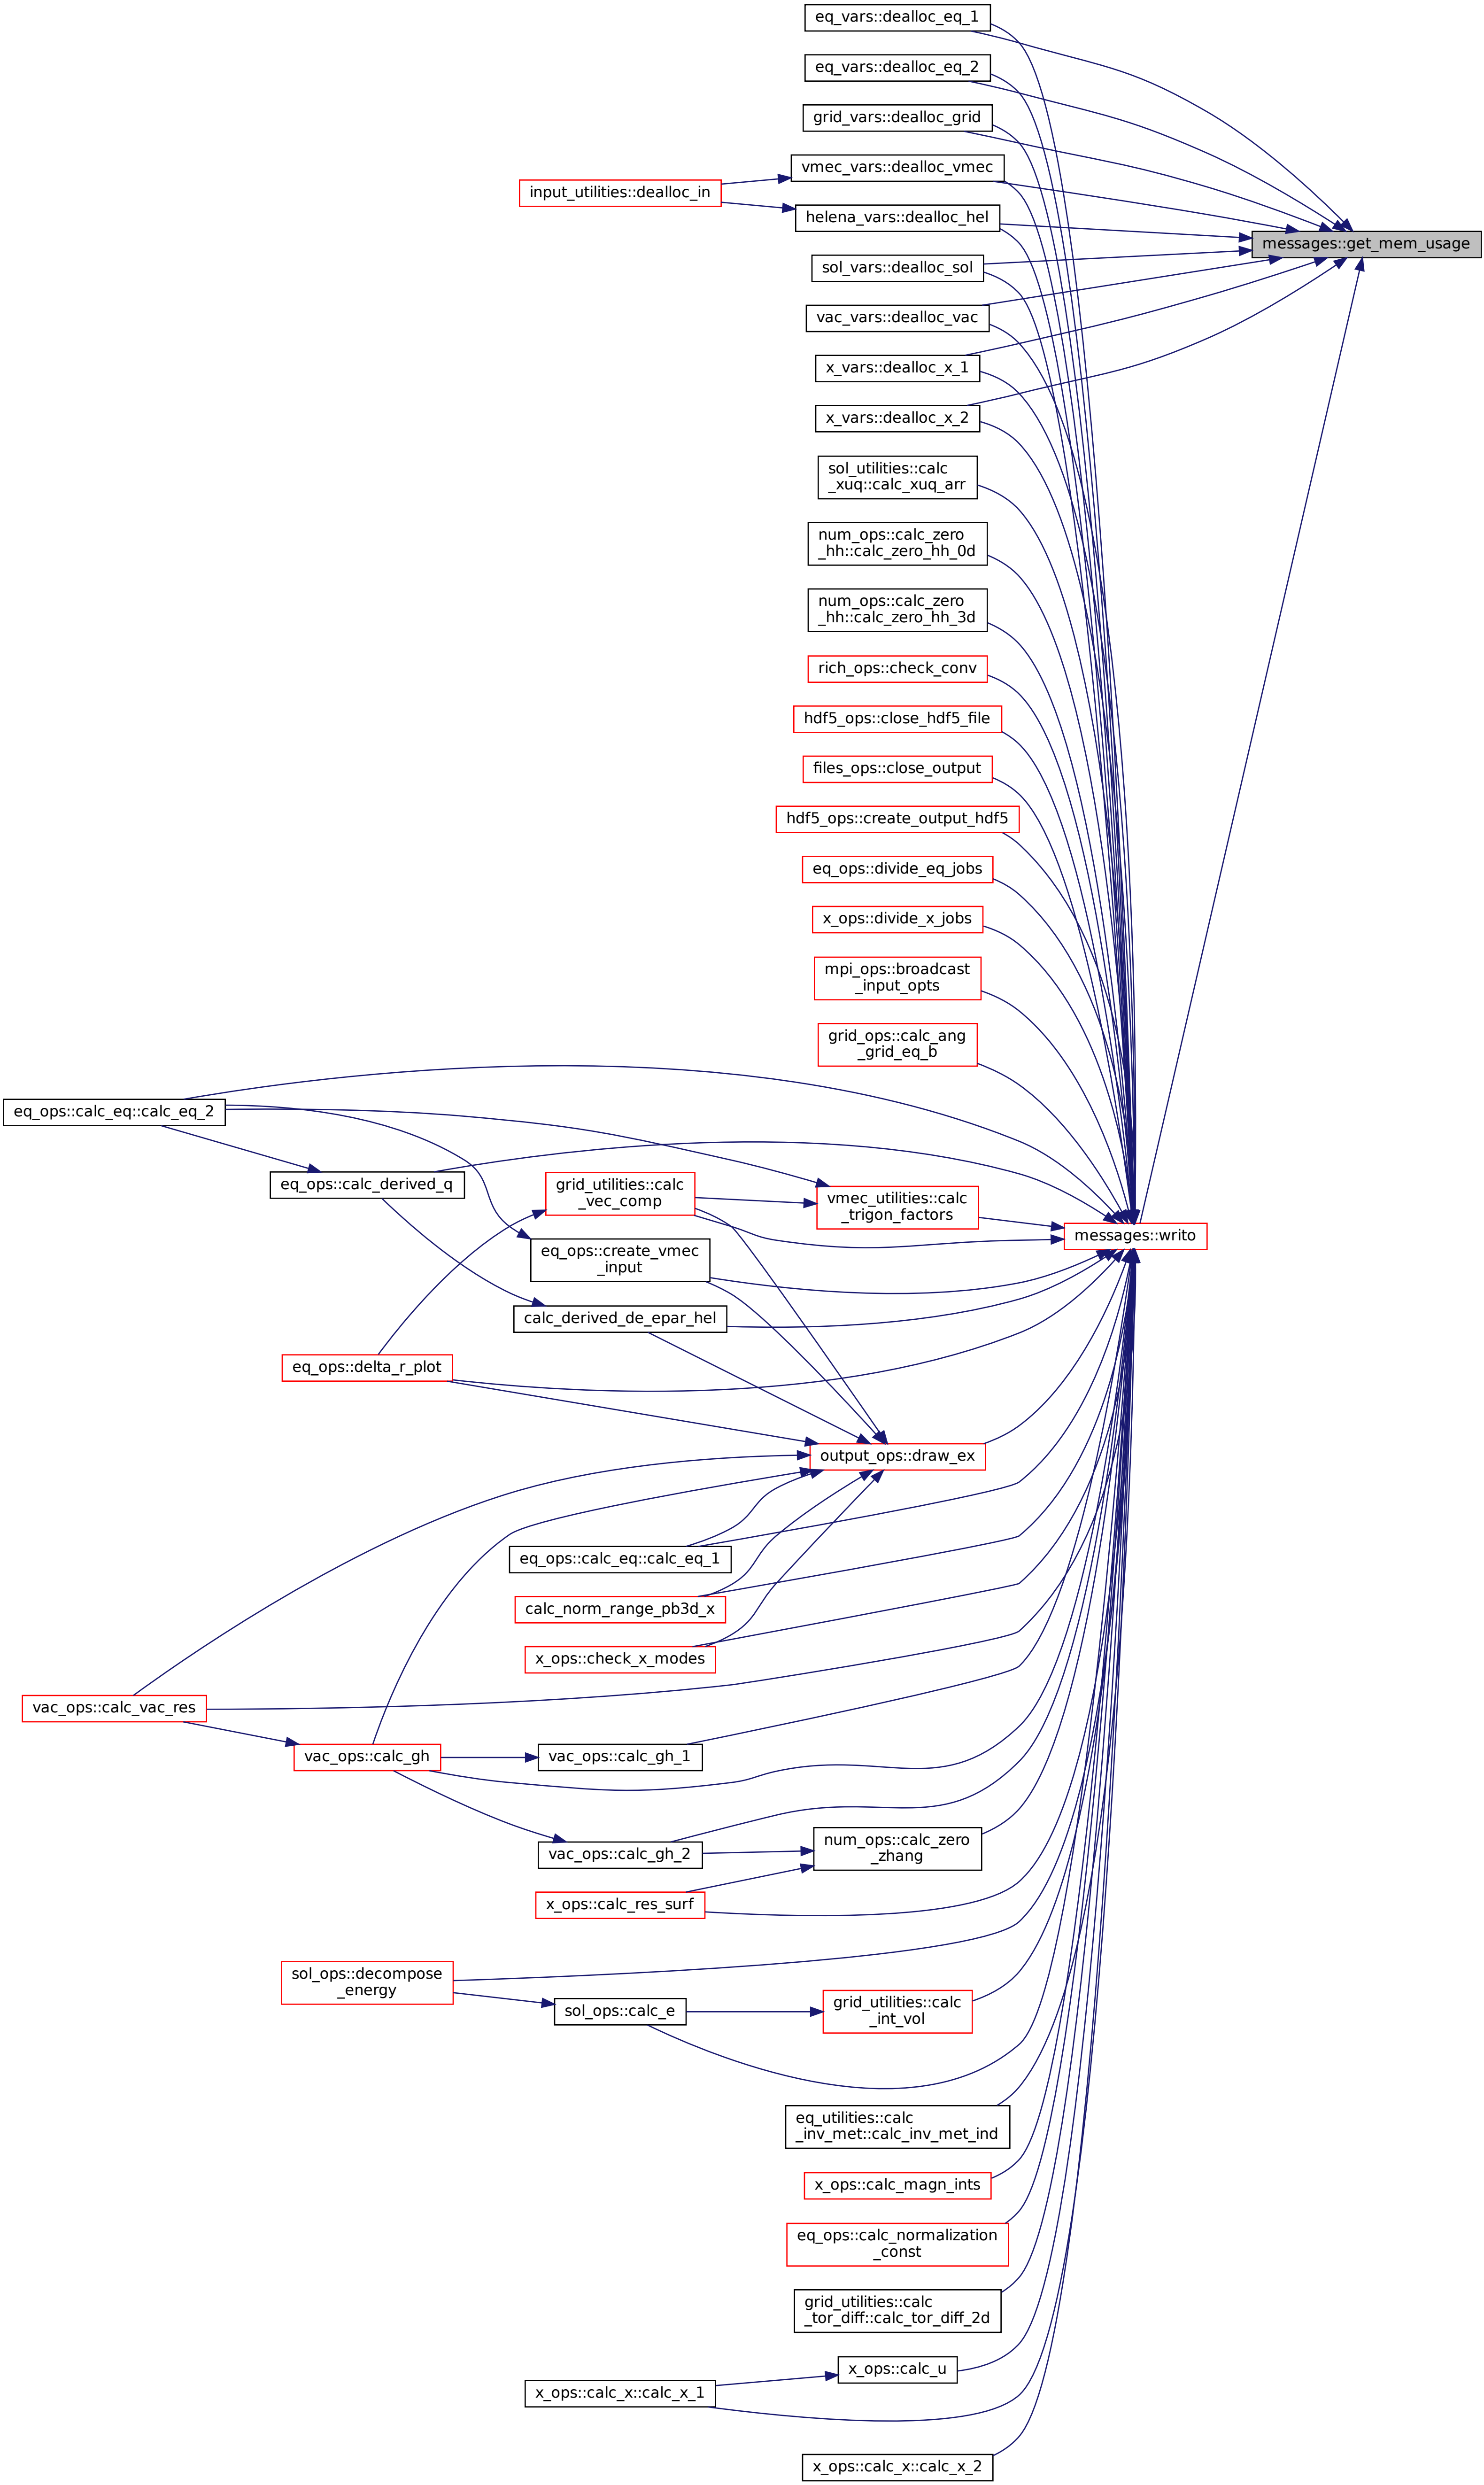 eq_vars::dealloc_eq_1
eq_vars::dealloc_eq_2
grid_vars::dealloc_grid
vmec_vars::dealloc_vmec
input_utilities::dealloc_in
helena_vars::dealloc_hel
messages::get_mem_usage
sol_vars::dealloc_sol
vac_vars::dealloc_vac
x_vars::dealloc_x_1
x_vars::dealloc_x_2
sol_utilities::calc
_xuq::calc_xuq_arr
num_ops::calc_zero
_hh::calc_zero_hh_0d
num_ops::calc_zero
_hh::calc_zero_hh_3d
rich_ops::check_conv
hdf5_ops::close_hdf5_file
files_ops::close_output
hdf5_ops::create_output_hdf5
eq_ops::divide_eq_jobs
x_ops::divide_x_jobs
mpi_ops::broadcast
_input_opts
grid_ops::calc_ang
_grid_eq_b
eq_ops::calc_eq::calc_eq_2
eq_ops::calc_derived_q
grid_utilities::calc
_vec_comp
vmec_utilities::calc
_trigon_factors
messages::writo
eq_ops::create_vmec
_input
calc_derived_de_epar_hel
eq_ops::delta_r_plot
output_ops::draw_ex
eq_ops::calc_eq::calc_eq_1
calc_norm_range_pb3d_x
x_ops::check_x_modes
vac_ops::calc_vac_res
vac_ops::calc_gh
vac_ops::calc_gh_1
vac_ops::calc_gh_2
num_ops::calc_zero
_zhang
x_ops::calc_res_surf
sol_ops::decompose
_energy
sol_ops::calc_e
grid_utilities::calc
_int_vol
eq_utilities::calc
_inv_met::calc_inv_met_ind
x_ops::calc_magn_ints
eq_ops::calc_normalization
_const
grid_utilities::calc
_tor_diff::calc_tor_diff_2d
x_ops::calc_u
x_ops::calc_x::calc_x_1
x_ops::calc_x::calc_x_2